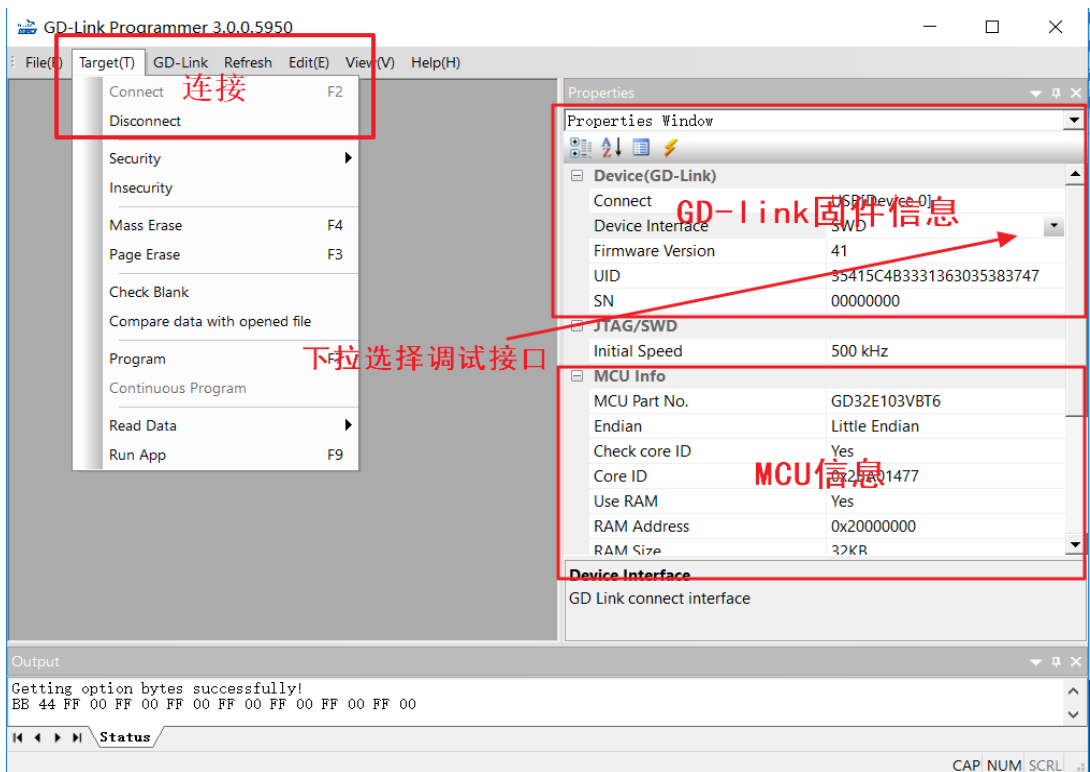 GD-Link Programmer 3.0.0.5950
File(F) Target(T) GD-Link Refresh Edit(E) View(V) Help(H)
Connect F2
连接
Disconnect
Security
Insecurity
Mass Erase F4
Page Erase F3
Check Blank
Compare data with opened file
Program F7
Continuous Program
Read Data
Run App F9
下拉选择调试接口
Properties
Properties Window
Device(GD-Link)
Connect USB[Device 0]
Device Interface SWD
GD-link固件信息
Firmware Version 41
UID 35415C4B3331363035383747
SN 00000000
JTAG/SWD
Initial Speed 500 kHz
MCU Info
MCU Part No. GD32E103VBT6
Endian Little Endian
Check core ID Yes
Core ID 0x2BA01477
MCU信息
Use RAM Yes
RAM Address 0x20000000
RAM Size 32KB
Device Interface
GD Link connect interface
Output
Getting option bytes successfully!
BB 44 FF 00 FF 00 FF 00 FF 00 FF 00 FF 00 FF 00
Status
CAP NUM SCRL